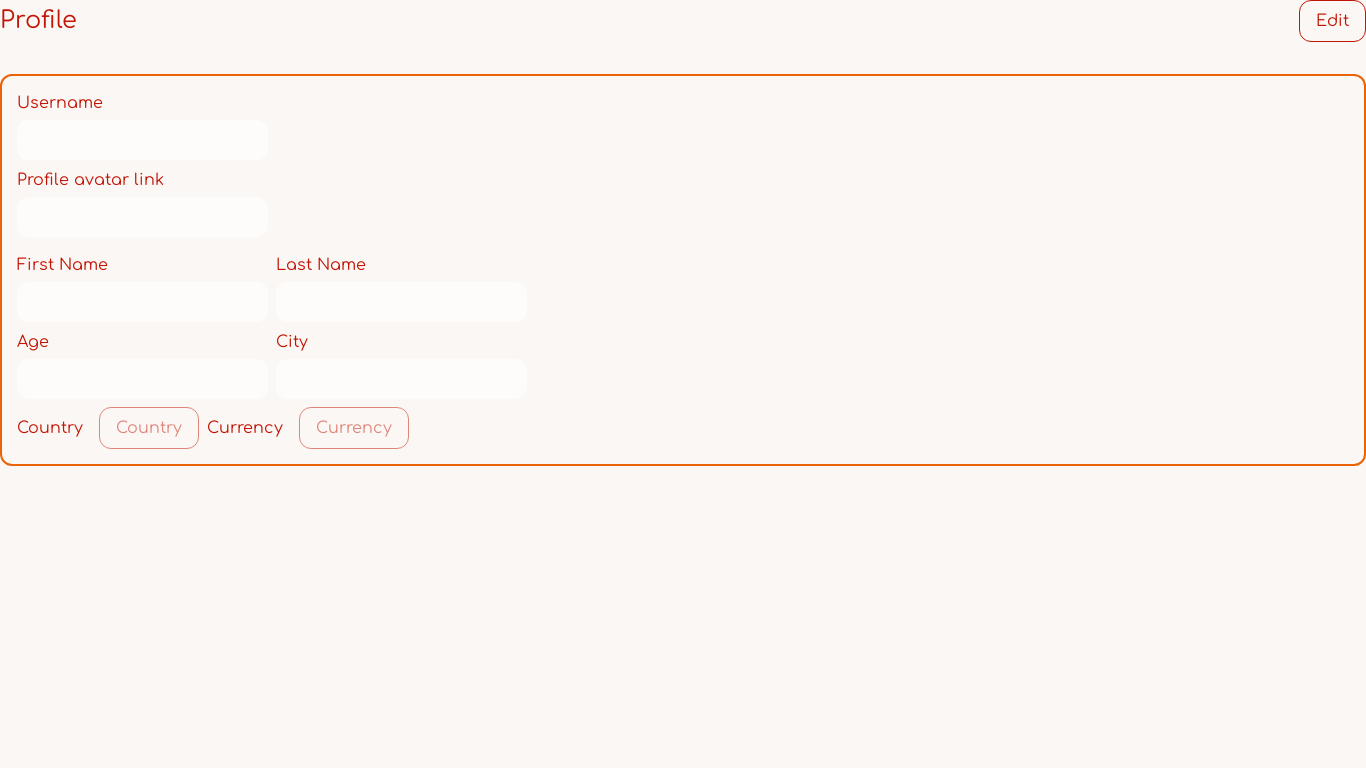 Profile Edit
Username
Profile avatar link
First Name Last Name
Age City
Country Country Currency Currency